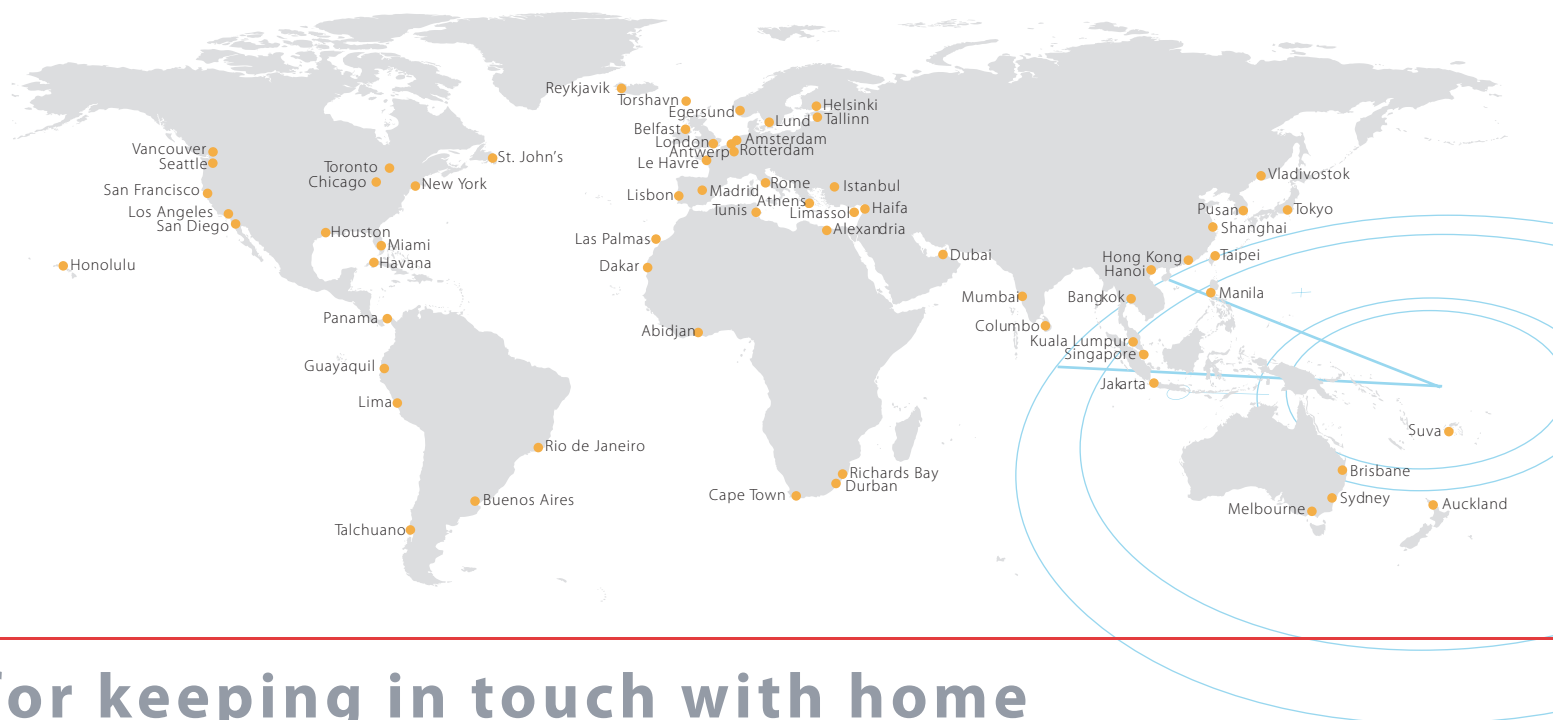 Reykjavik
Torshavn
Egersund
Helsinki
Tallinn
Lund
Belfast
London
Amsterdam
Antwerp
Rotterdam
Le Havre
Vancouver
Seattle
Toronto
Chicago
St. John’s
New York
San Francisco
Los Angeles
San Diego
Houston
Miami
Havana
Honolulu
Lisbon
Madrid
Rome
Istanbul
Tunis
Athens
Limassol
Haifa
Alexandria
Las Palmas
Dakar
Dubai
Vladivostok
Pusan
Tokyo
Shanghai
Hong Kong
Taipei
Hanoi
Mumbai
Bangkok
Manila
Columbo
Kuala Lumpur
Singapore
Jakarta
Panama
Abidjan
Guayaquil
Lima
Rio de Janeiro
Buenos Aires
Talchuano
Cape Town
Richards Bay
Durban
Suva
Brisbane
Sydney
Melbourne
Auckland
for keeping in touch with home